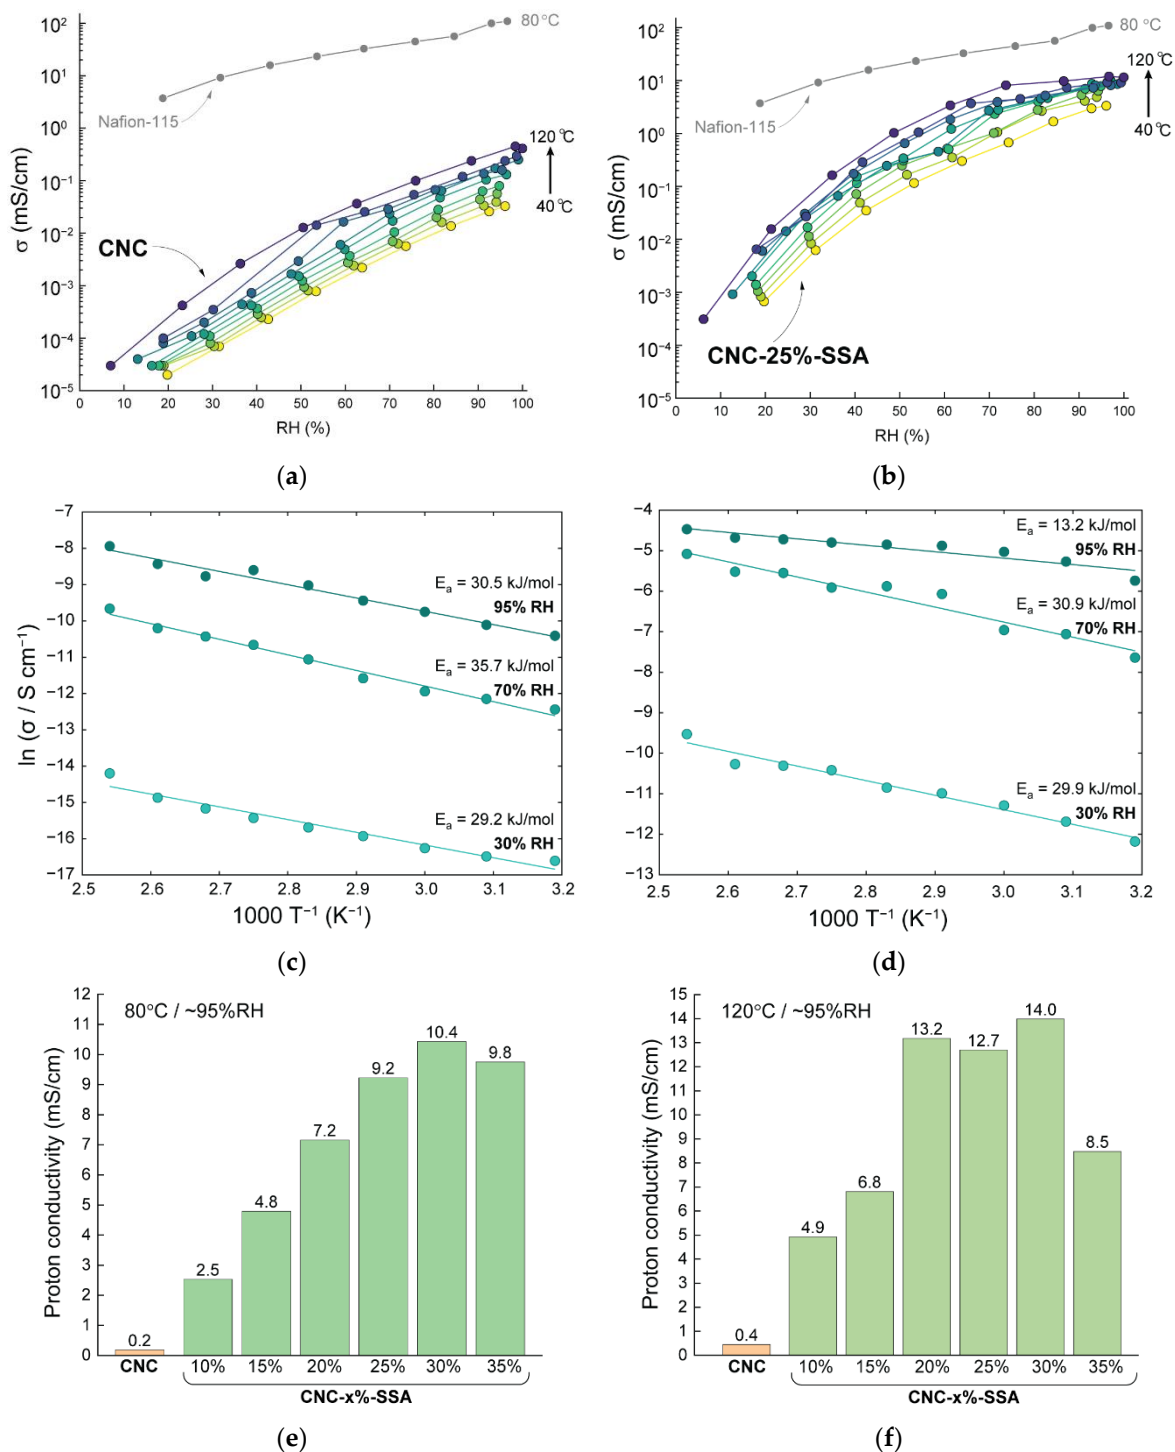 10²
10¹
10⁰
10⁻¹
10⁻²
10⁻³
10⁻⁴
10⁻⁵
σ (mS/cm)
80 °C
Nafion-115
120 °C
40 °C
CNC
0 10 20 30 40 50 60 70 80 90 100
RH (%)
(a)
10²
10¹
10⁰
10⁻¹
10⁻²
10⁻³
10⁻⁴
10⁻⁵
σ (mS/cm)
80 °C
Nafion-115
120 °C
40 °C
CNC-25%-SSA
0 10 20 30 40 50 60 70 80 90 100
RH (%)
(b)
−7
−8
−9
−10
−11
−12
−13
−14
−15
−16
−17
ln (σ / S cm⁻¹)
Eₐ = 30.5 kJ/mol
95% RH
Eₐ = 35.7 kJ/mol
70% RH
Eₐ = 29.2 kJ/mol
30% RH
2.5 2.6 2.7 2.8 2.9 3.0 3.1 3.2
1000 T⁻¹ (K⁻¹)
(c)
−4
−5
−6
−7
−8
−9
−10
−11
−12
−13
Eₐ = 13.2 kJ/mol
95% RH
Eₐ = 30.9 kJ/mol
70% RH
Eₐ = 29.9 kJ/mol
30% RH
2.5 2.6 2.7 2.8 2.9 3.0 3.1 3.2
1000 T⁻¹ (K⁻¹)
(d)
80°C / ~95%RH
12
11
10
9
8
7
6
5
4
3
2
1
0
Proton conductivity (mS/cm)
0.2
2.5
4.8
7.2
9.2
10.4
9.8
CNC 10% 15% 20% 25% 30% 35%
CNC-x%-SSA
(e)
120°C / ~95%RH
15
14
13
12
11
10
9
8
7
6
5
4
3
2
1
0
Proton conductivity (mS/cm)
0.4
4.9
6.8
13.2
12.7
14.0
8.5
CNC 10% 15% 20% 25% 30% 35%
CNC-x%-SSA
(f)